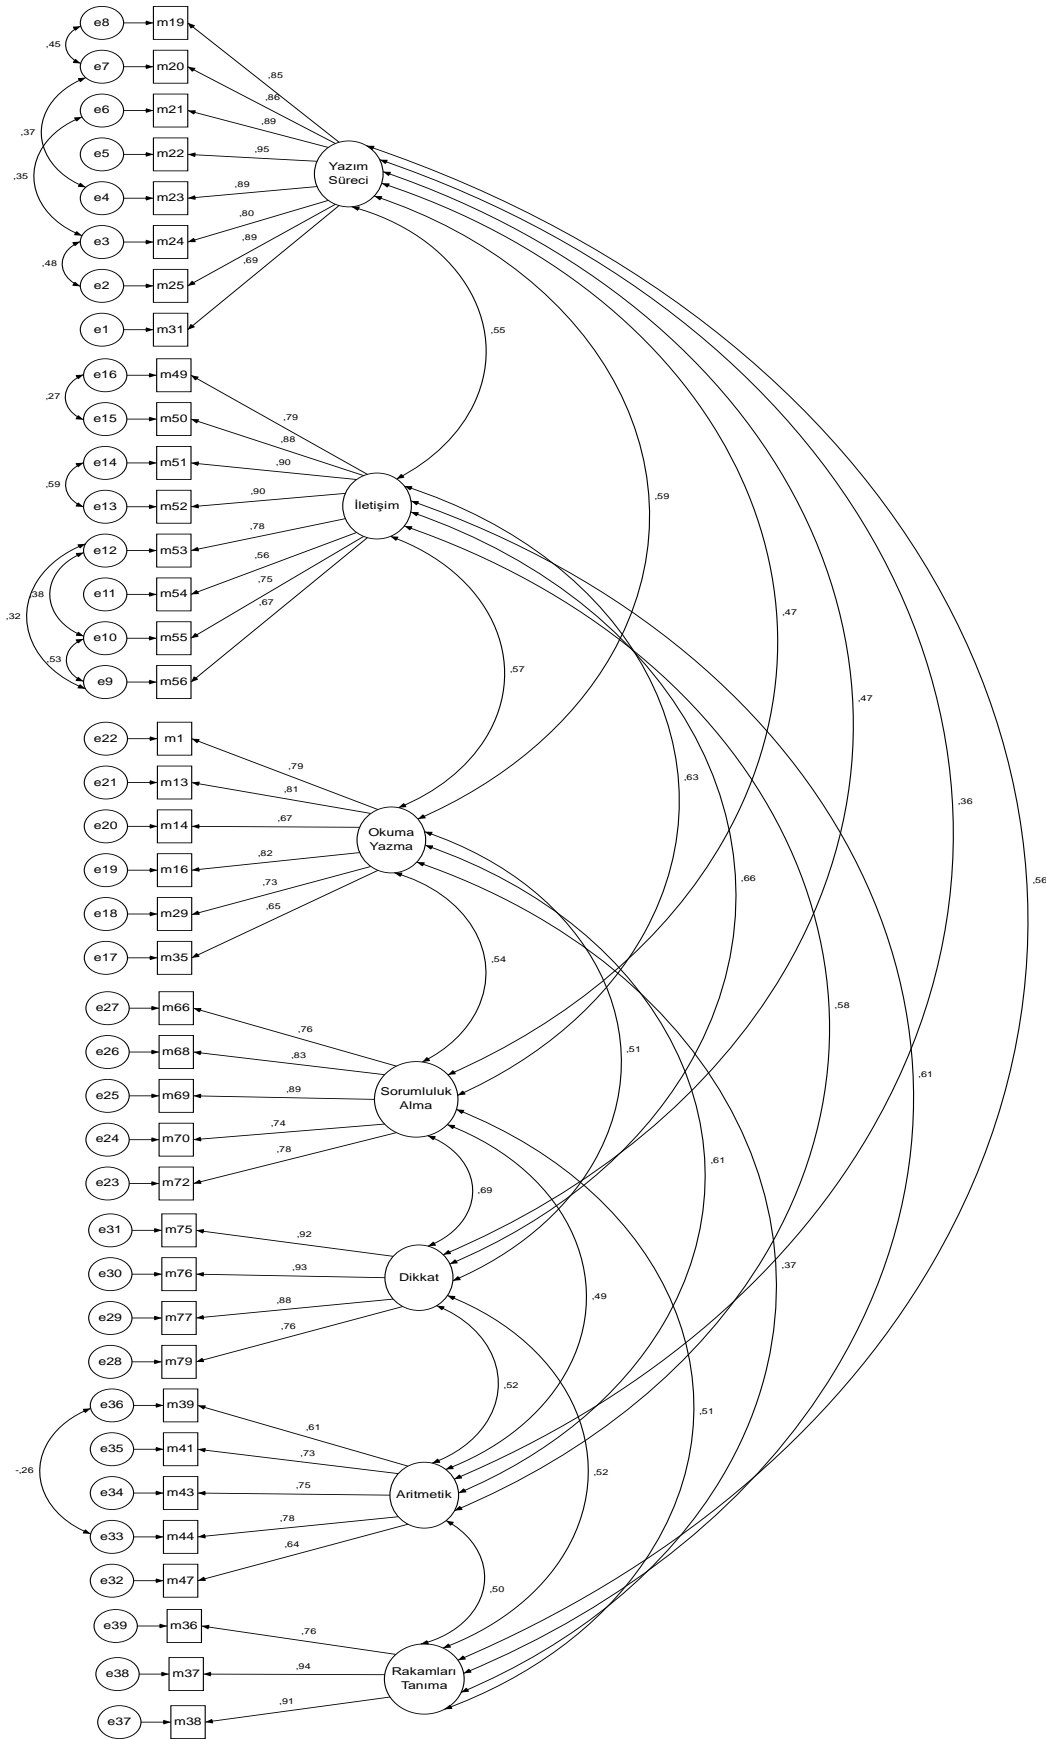 e8 m19
,45
e7 m20
,85
,86
e6 m21
,89
,37
e5 m22
,95
Yazım
Süreci
,35
e4 m23
,89
,80
e3 m24
,89
,48
,69
e2 m25
e1 m31
,55
e16 m49
,27
,79
e15 m50
,88
e14 m51
,90
,59
,90
,59
e13 m52
İletişim
,78
e12 m53
,56
,38
,75
e11 m54
,67
,32
,47
e10 m55
,53
,57
e9 m56
,47
e22 m1
,79
,63
e21 m13
,81
,36
e20 m14
,67
Okuma
Yazma
,82
e19 m16
,66
,56
,73
e18 m29
,65
e17 m35
,54
e27 m66
,58
,76
e26 m68
,83
,51
,61
e25 m69
,89
Sorumluluk
Alma
e24 m70
,74
,78
,61
e23 m72
,69
e31 m75
,92
,37
e30 m76
,93
Dikkat
e29 m77
,88
,49
,76
e28 m79
,52
e36 m39
,61
,51
e35 m41
,73
-,26
,52
e34 m43
,75
Aritmetik
,78
e33 m44
,64
e32 m47
,50
e39 m36
,76
e38 m37
,94
Rakamları
Tanıma
,91
e37 m38